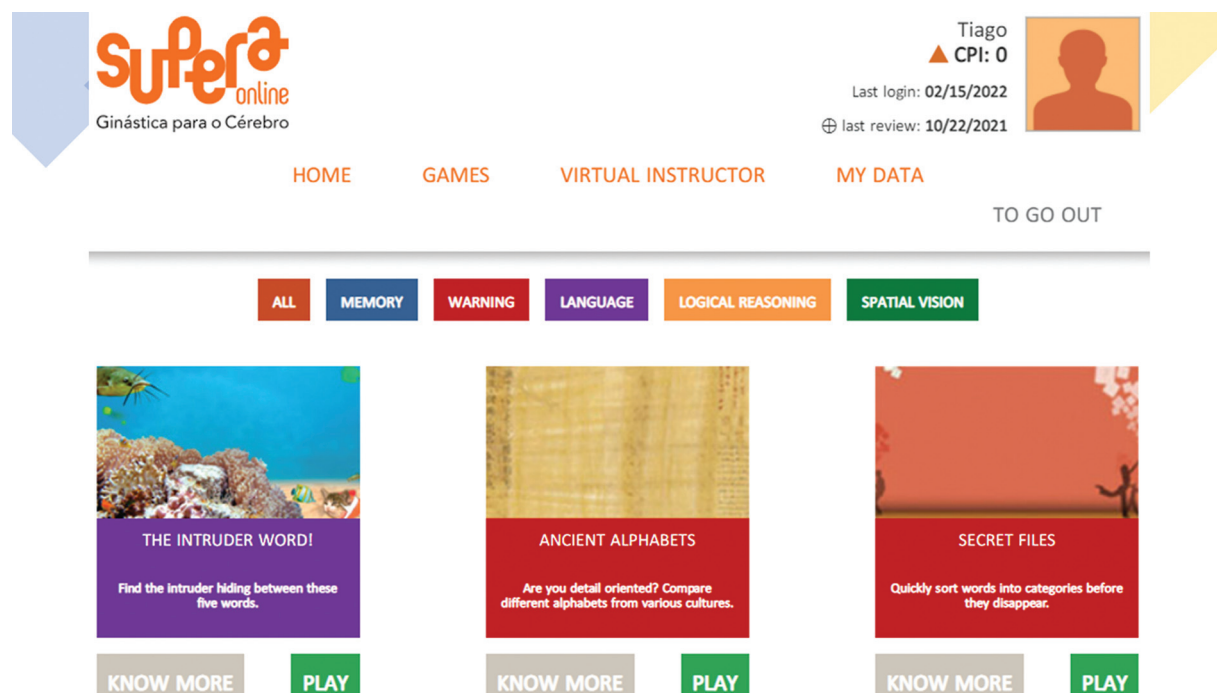 Supera
online
Ginástica para o Cérebro
Tiago
CPI: 0
Last login: 02/15/2022
last review: 10/22/2021
HOME GAMES VIRTUAL INSTRUCTOR MY DATA
TO GO OUT
ALL MEMORY WARNING LANGUAGE LOGICAL REASONING SPATIAL VISION
THE INTRUDER WORD!
Find the intruder hiding between these
five words.
KNOW MORE PLAY
ANCIENT ALPHABETS
Are you detail oriented? Compare
different alphabets from various cultures.
KNOW MORE PLAY
SECRET FILES
Quickly sort words into categories before
they disappear.
KNOW MORE PLAY